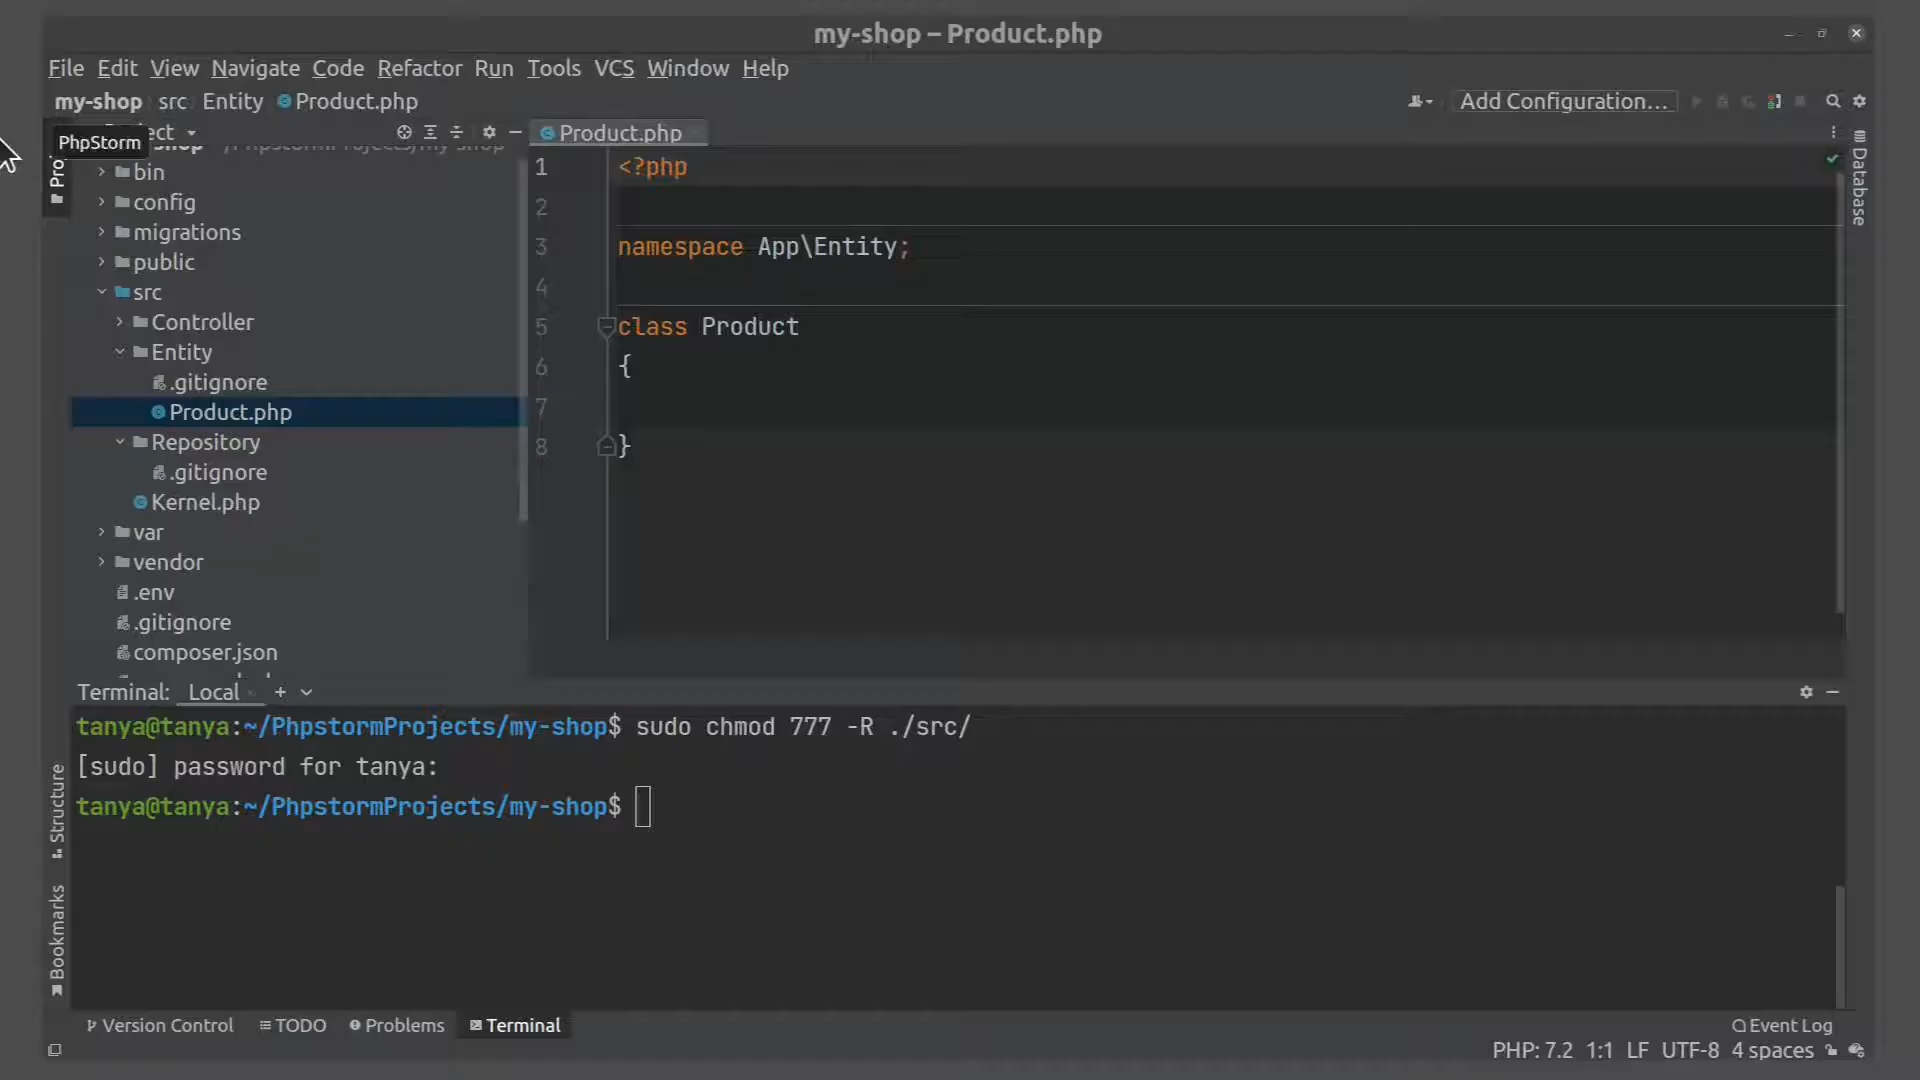 my-shop – Product.php
File Edit View Navigate Code Refactor Run Tools VCS Window Help
my-shop src Entity Product.php
Add Configuration...
PhpStorm
Product.php
bin
config
migrations
public
src
Controller
Entity
.gitignore
Product.php
Repository
.gitignore
Kernel.php
var
vendor
.env
.gitignore
composer.json
1 <?php
2
3 namespace App\Entity;
4
5 class Product
6 {
7
8 }
Database
Terminal: Local
tanya@tanya:~/PhpstormProjects/my-shop$ sudo chmod 777 -R ./src/
[sudo] password for tanya:
tanya@tanya:~/PhpstormProjects/my-shop$
Structure
Bookmarks
Version Control TODO Problems Terminal
Event Log
PHP: 7.2 1:1 LF UTF-8 4 spaces